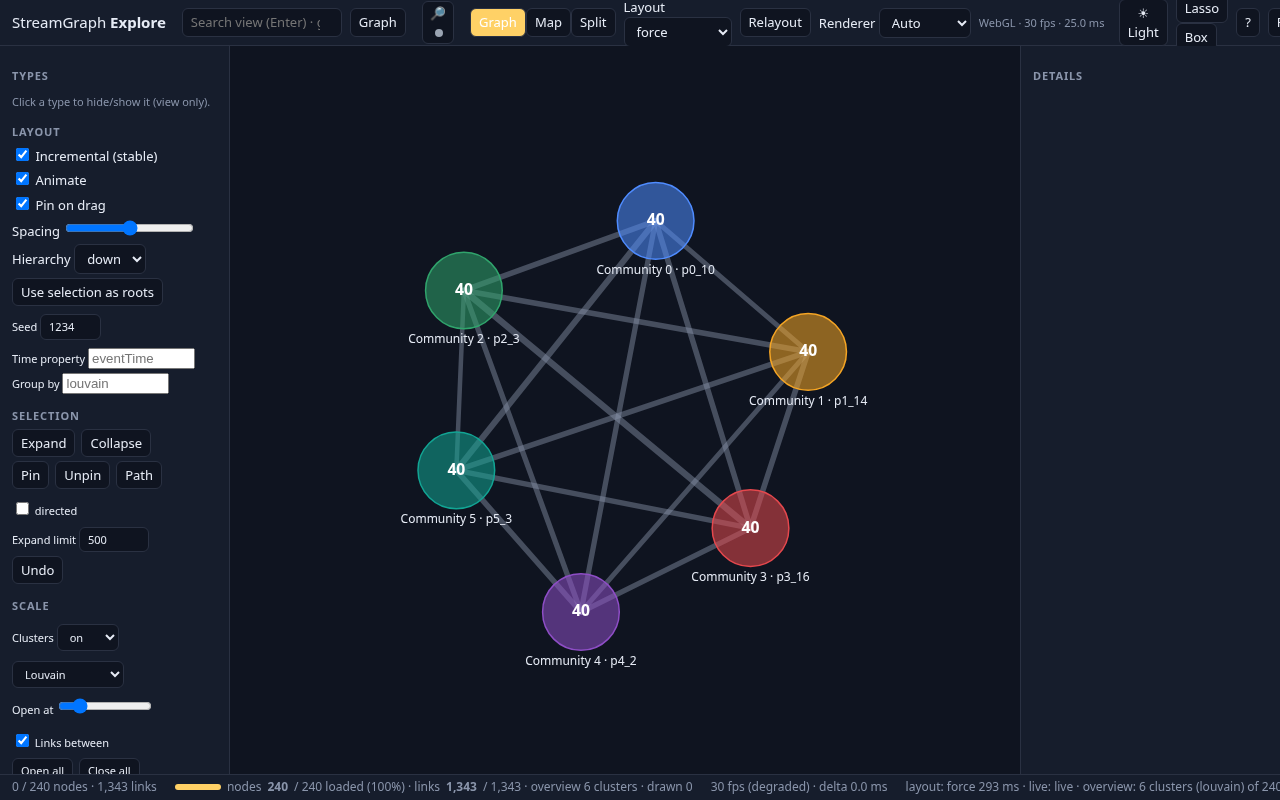 StreamGraph Explore
Search view (Enter) ·
Graph
Graph
Map
Split
Layout
force
Relayout
Renderer
Auto
WebGL · 30 fps · 25.0 ms
☀ Light
Lasso
Box
?
TYPES
Click a type to hide/show it (view only).
LAYOUT
Incremental (stable)
Animate
Pin on drag
Spacing
Hierarchy down
Use selection as roots
Seed 1234
Time property eventTime
Group by louvain
SELECTION
Expand Collapse
Pin Unpin Path
directed
Expand limit 500
Undo
SCALE
Clusters on
Louvain
Open at
Links between
Open all Close all
40
Community 0 · p0_10
40
Community 2 · p2_3
40
Community 1 · p1_14
40
Community 5 · p5_3
40
Community 3 · p3_16
40
Community 4 · p4_2
DETAILS
0 / 240 nodes · 1,343 links
nodes 240 / 240 loaded (100%) · links 1,343 / 1,343 · overview 6 clusters · drawn 0
30 fps (degraded) · delta 0.0 ms
layout: force 293 ms · live: live · overview: 6 clusters (louvain) of 240